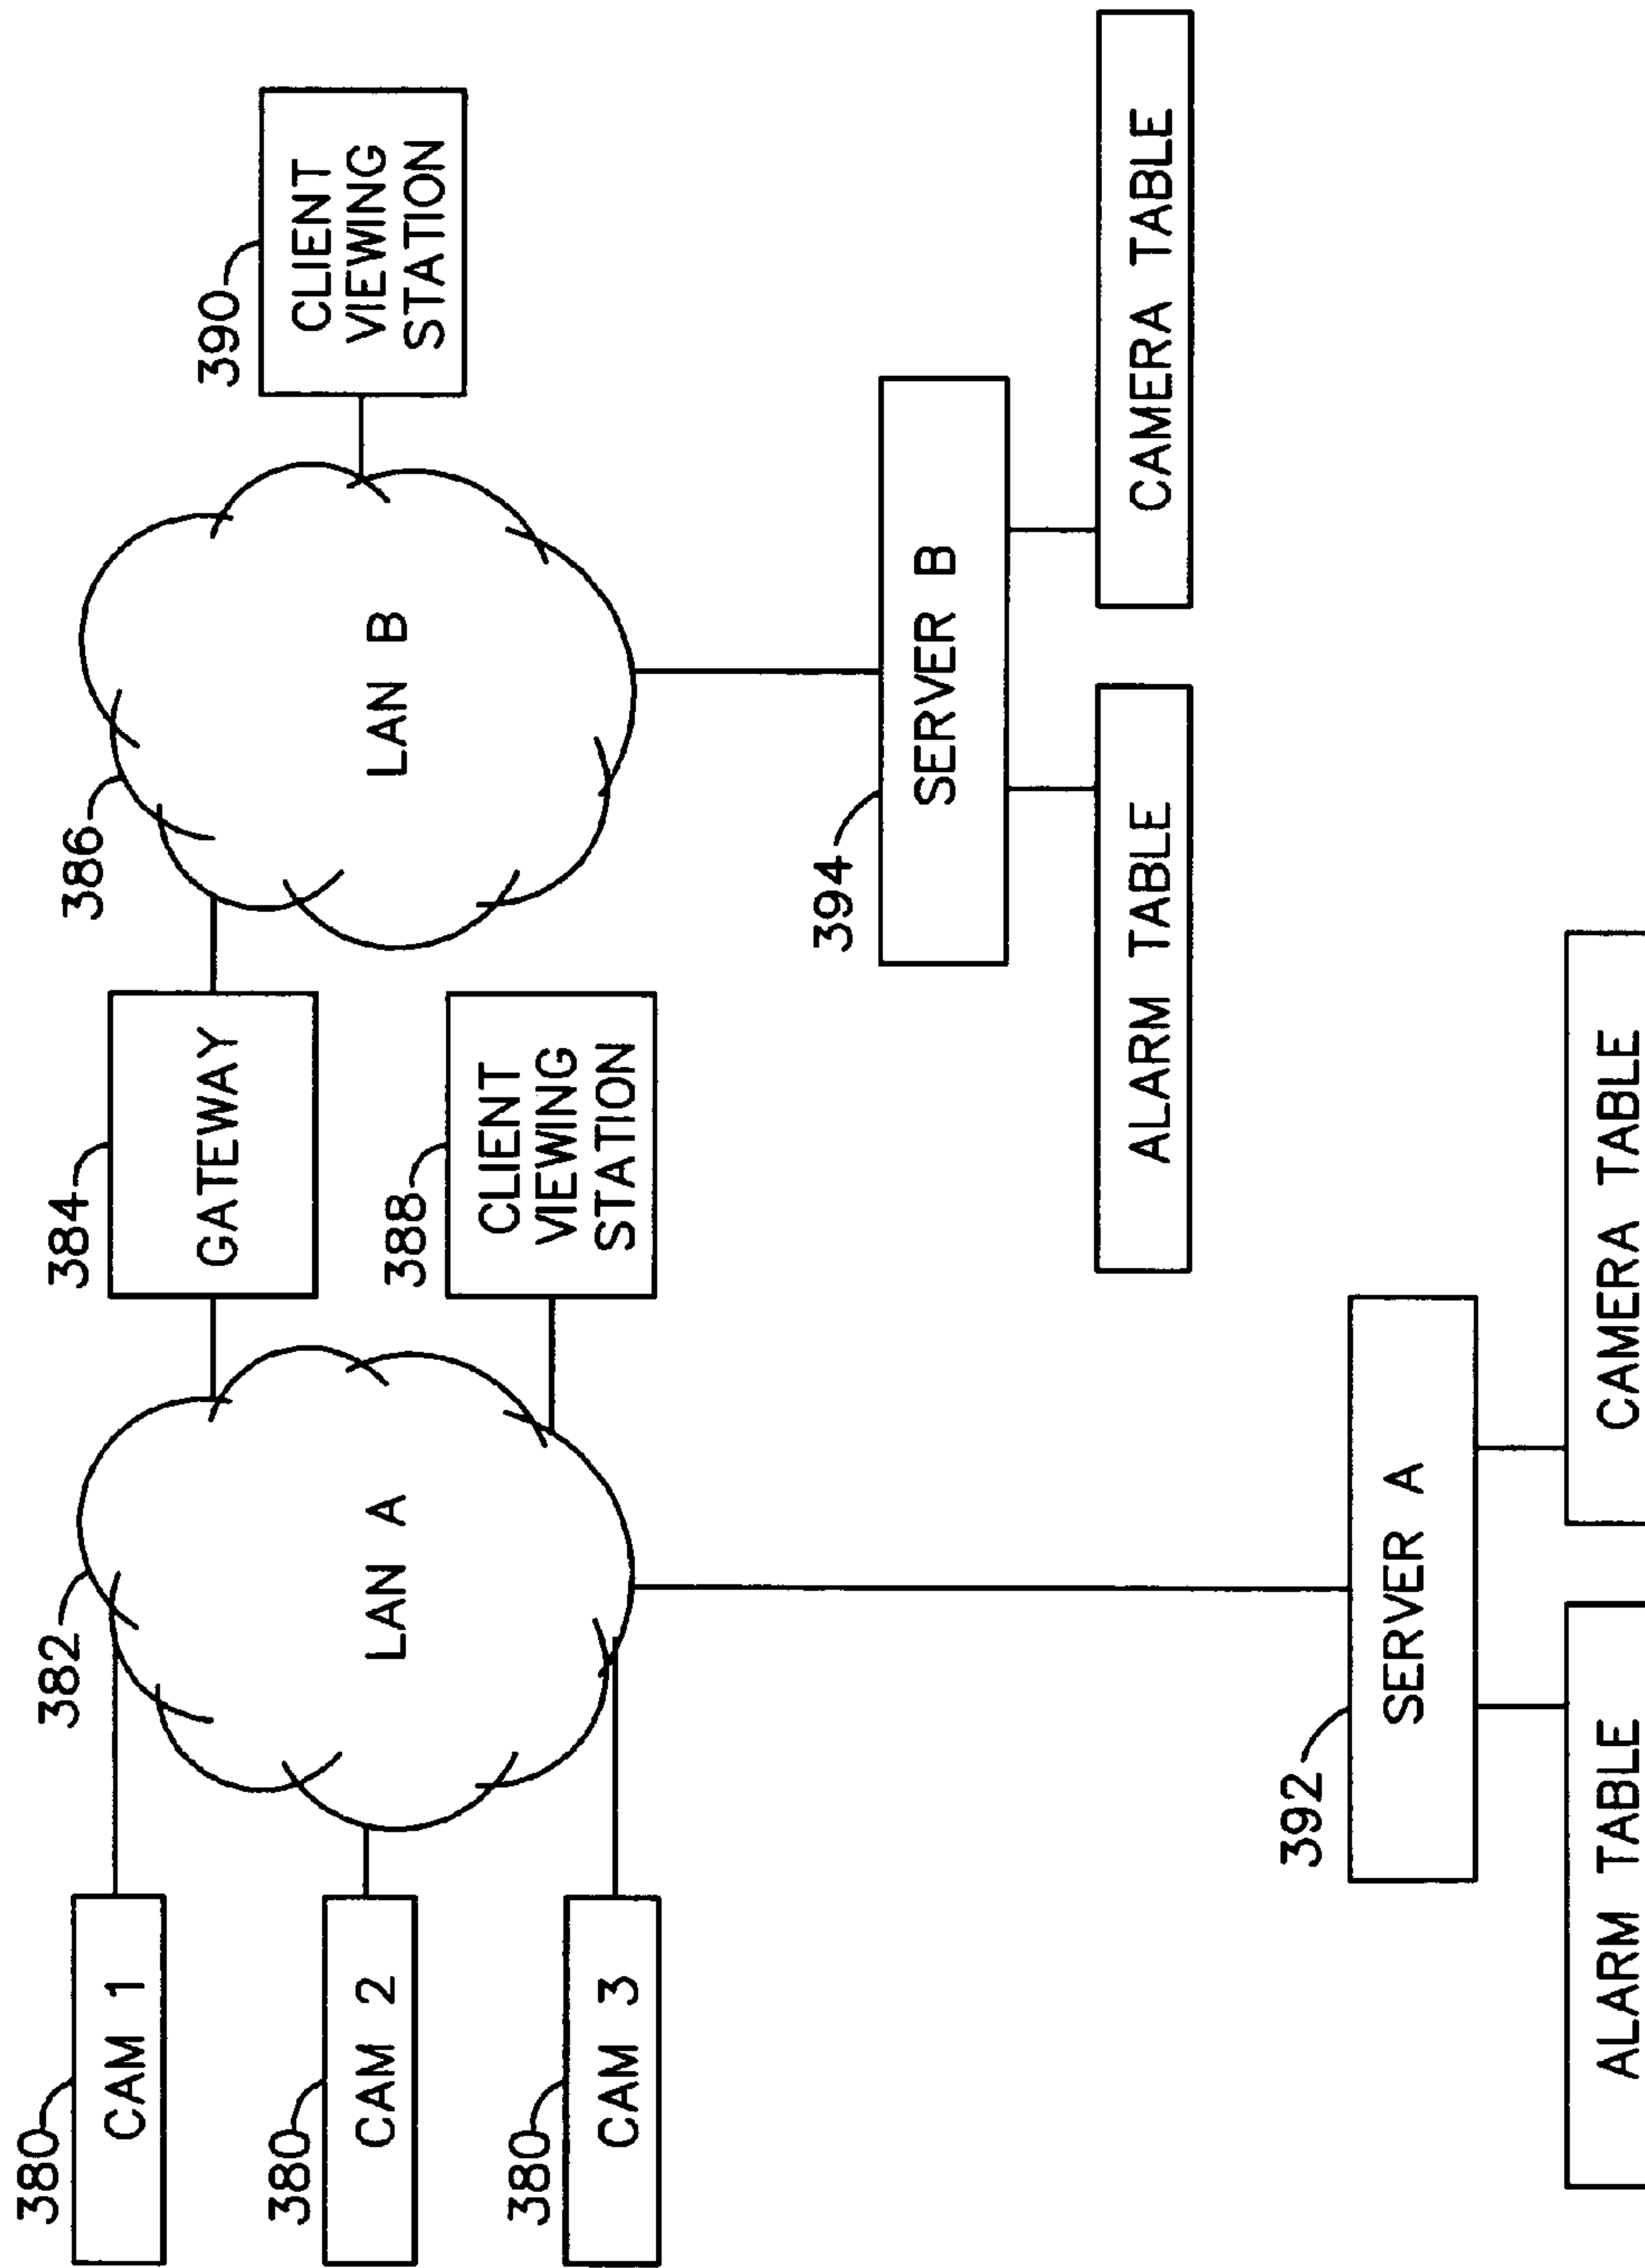 380
CAM 1
380
CAM 2
380
CAM 3
382
LAN A
384
GATEWAY
388
CLIENT
VIEWING
STATION
386
LAN B
390
CLIENT
VIEWING
STATION
394
SERVER B
ALARM TABLE
CAMERA TABLE
392
SERVER A
ALARM TABLE
CAMERA TABLE